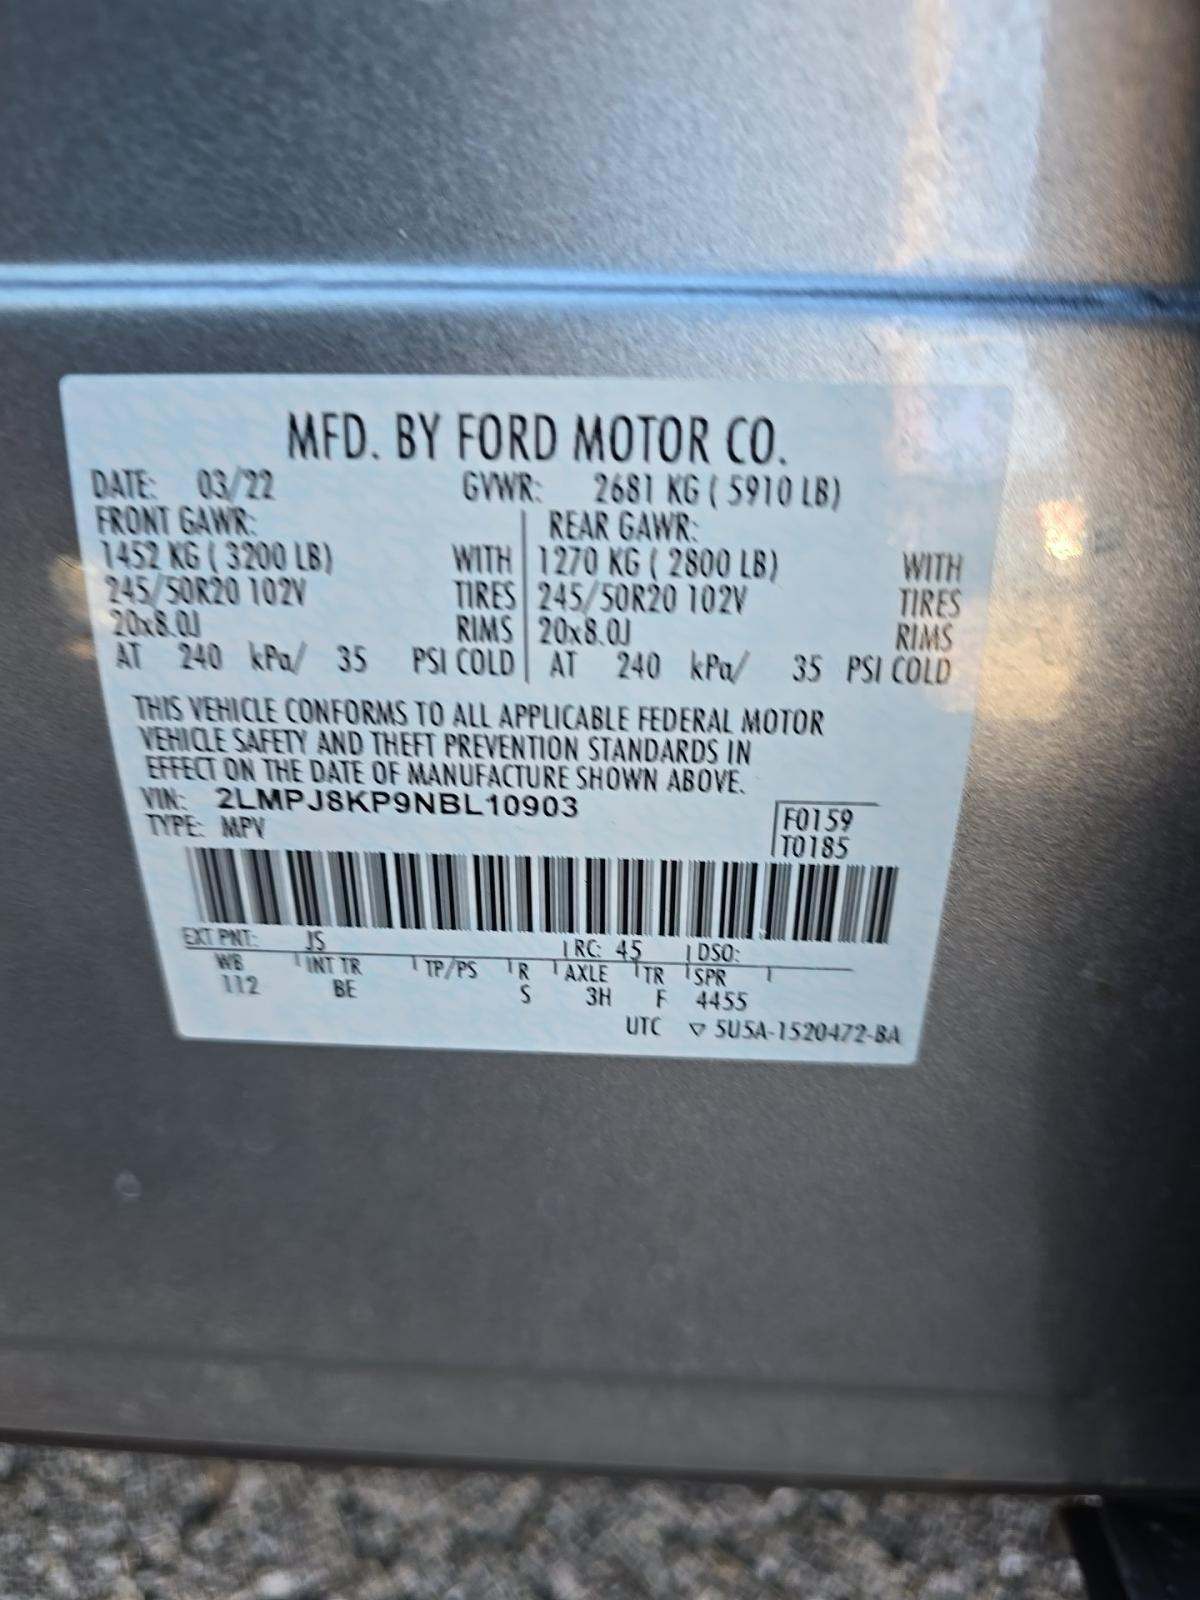 MFD. BY FORD MOTOR CO.
DATE: 03/22 GVWR: 2681 KG ( 5910 LB)
FRONT GAWR: REAR GAWR:
1452 KG ( 3200 LB) WITH 1270 KG ( 2800 LB) WITH
245/50R20 102V TIRES 245/50R20 102V TIRES
20x8.0J RIMS 20x8.0J RIMS
AT 240 kPa/ 35 PSI COLD AT 240 kPa/ 35 PSI COLD
THIS VEHICLE CONFORMS TO ALL APPLICABLE FEDERAL MOTOR
VEHICLE SAFETY AND THEFT PREVENTION STANDARDS IN
EFFECT ON THE DATE OF MANUFACTURE SHOWN ABOVE.
VIN: 2LMPJ8KP9NBL10903
TYPE: MPV
F0159
T0185
EXT PNT: JS RC: 45 DSO:
WB INT TR TP/PS R AXLE TR SPR
112 BE S 3H F 4455
UTC ▽ 5U5A-1520472-BA